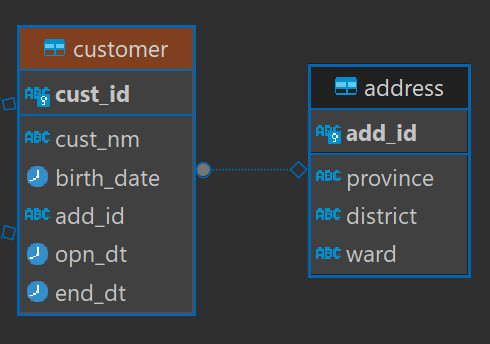 customer
ABC cust_id
ABC cust_nm
birth_date
ABC add_id
opn_dt
end_dt
address
ABC add_id
ABC province
ABC district
ABC ward